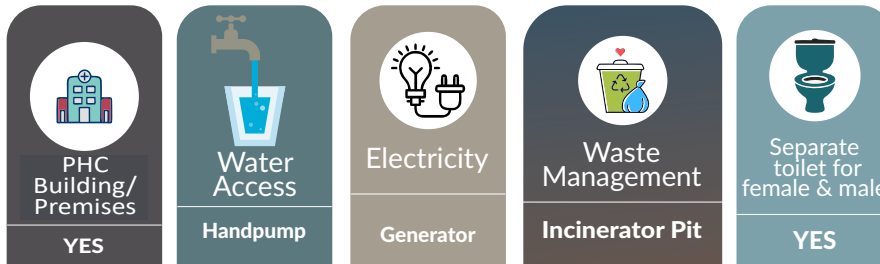 PHC
Building/
Premises
YES
Water
Access
Handpump
Electricity
Generator
Waste
Management
Incinerator Pit
Separate
toilet for
female & male
YES